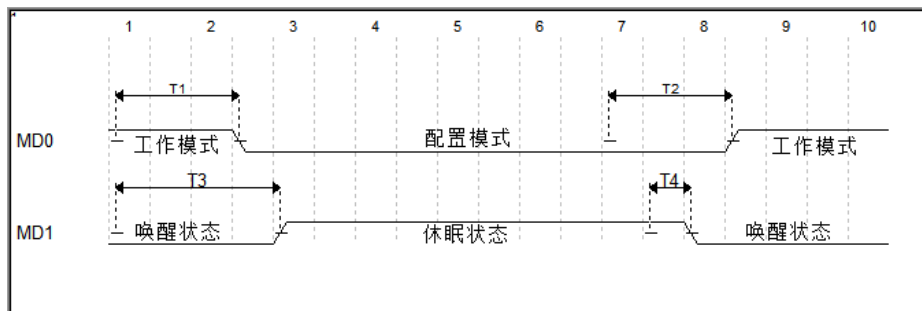 1 2 3 4 5 6 7 8 9 10
T1 T2
MD0 工作模式 配置模式 工作模式
T3 T4
MD1 唤醒状态 休眠状态 唤醒状态